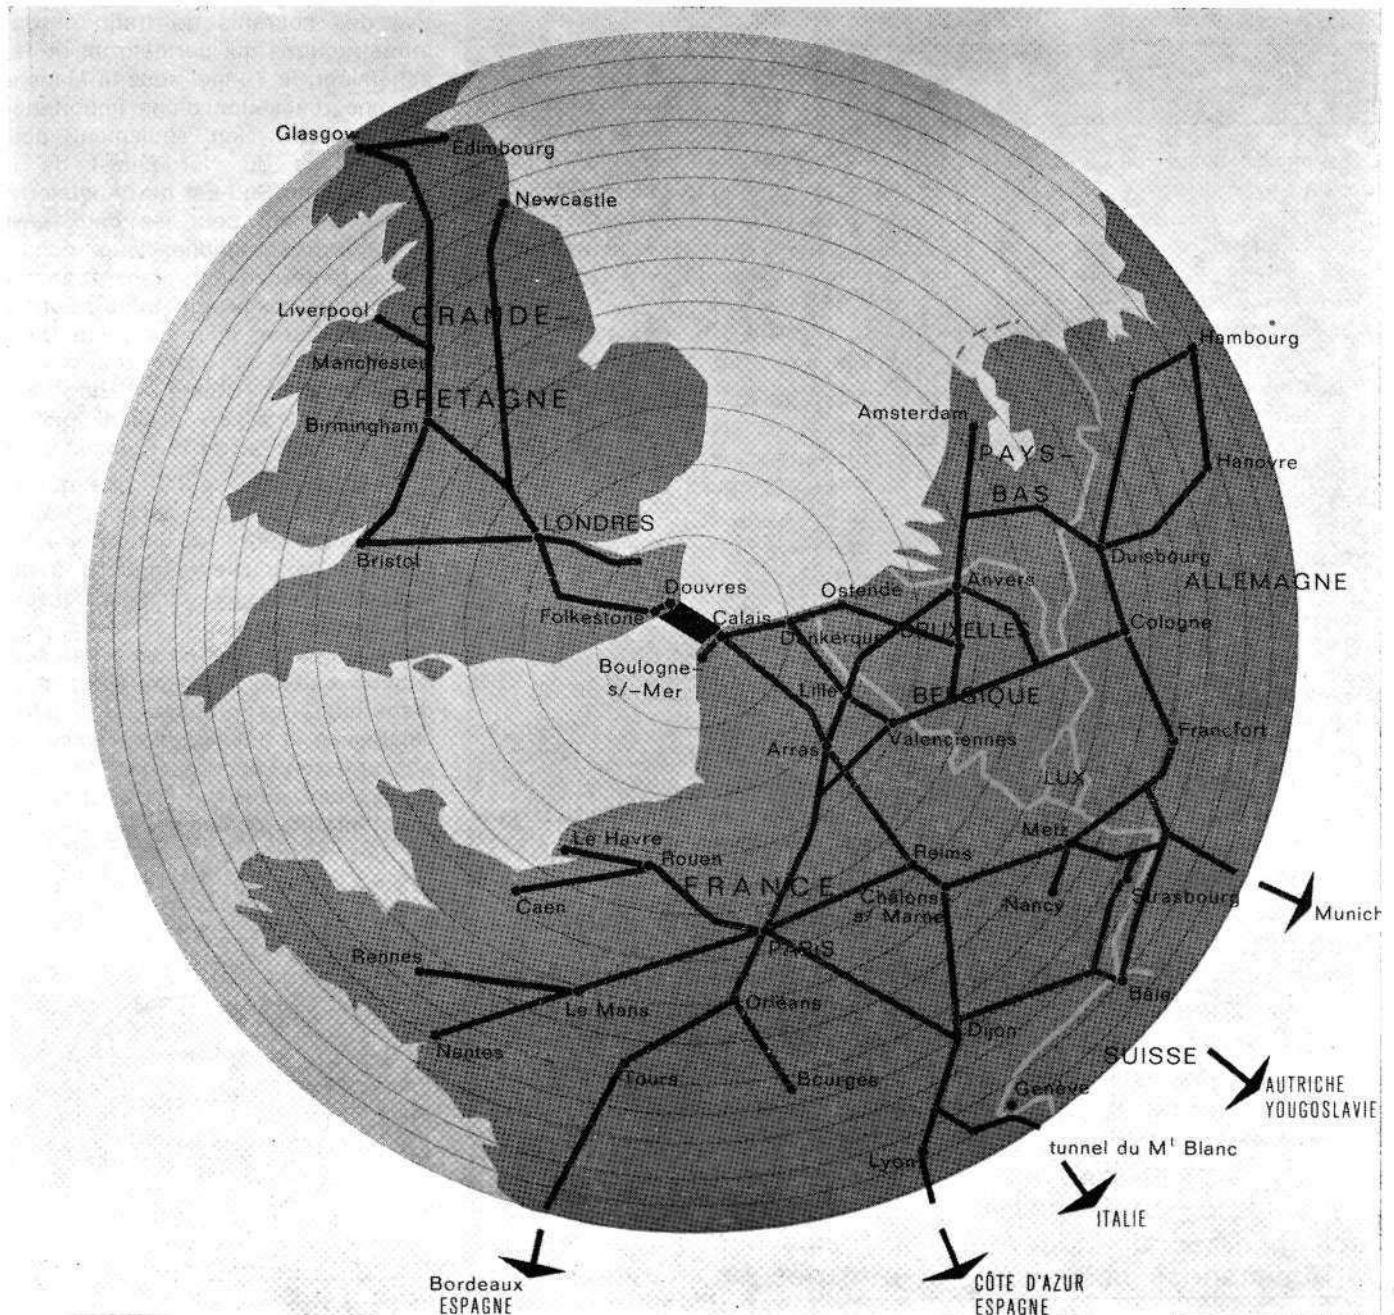 Glasgow
Edimbourg
Newcastle
Liverpool
GRANDE-
Manchester
Hambourg
BRETAGNE
Birmingham
Amsterdam
PAYS-
Hanovre
BAS
LONDRES
Bristol
Duisbourg
ALLEMAGNE
Douvres
Ostende
Anvers
Folkestone
Calais
Dunkerque
BRUXELLES
Cologne
Boulogne-
s/-Mer
Lille
BELGIQUE
Arras
Valenciennes
Francfort
LUX
Le Havre
Rouen
Reims
Metz
FRANCE
Caen
Châlons
s/ Marne
Nancy
Strasbourg
Munich
Rennes
PARIS
Le Mans
Orléans
Bâle
Nantes
Dijon
Tours
Bourges
SUISSE
Genève
AUTRICHE
YOUGOSLAVIE
Lyon
tunnel du Mt Blanc
ITALIE
Bordeaux
ESPAGNE
CÔTE D'AZUR
ESPAGNE